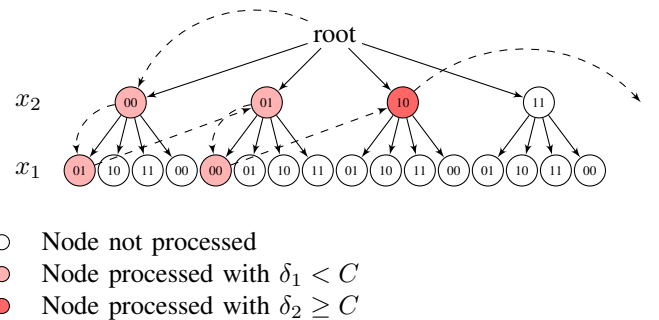 root
x₂ 00 01 10 11
x₁ 01 10 11 00 00 01 10 11 01 10 11 00 01 10 11 00
Node not processed
Node processed with δ₁ < C
Node processed with δ₂ ≥ C